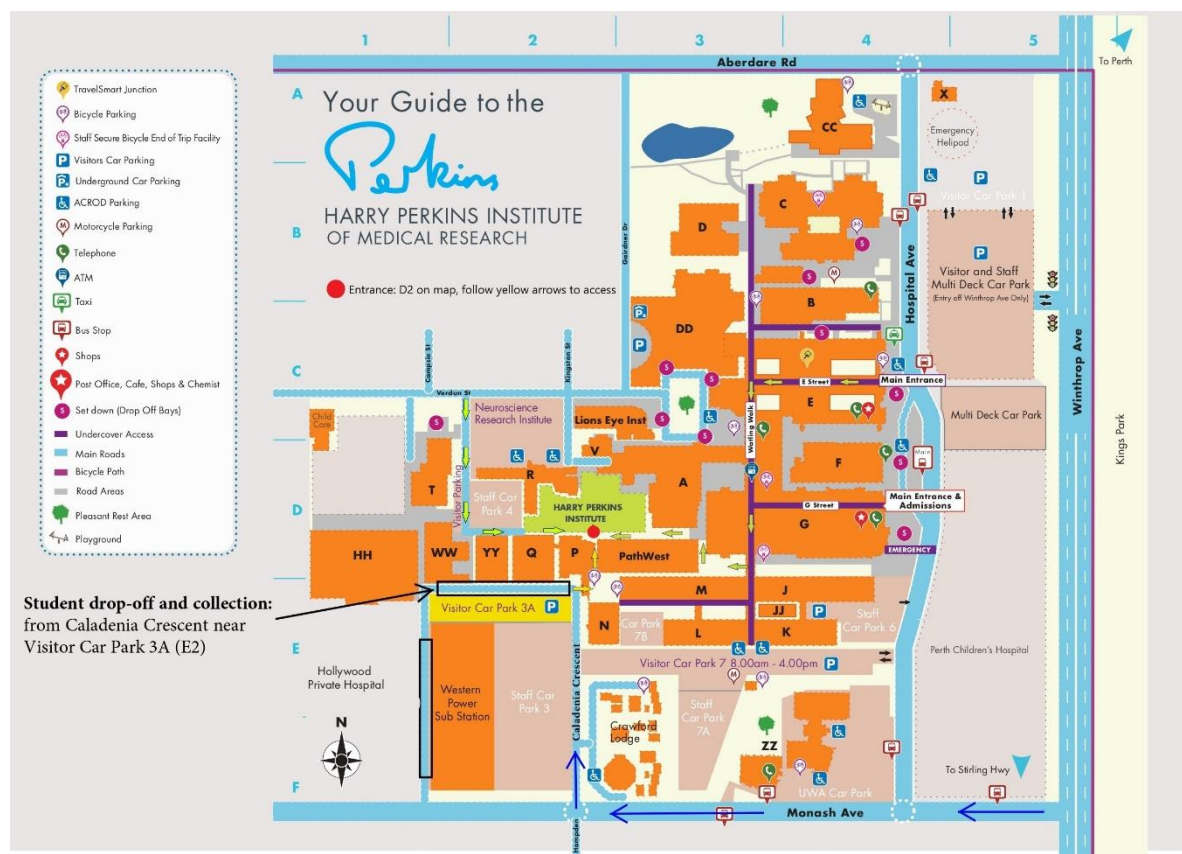 1
2
3
4
5
Aberdare Rd
To Perth
TravelSmart Junction
Bicycle Parking
Staff Secure Bicycle End of Trip Facility
Visitors Car Parking
Underground Car Parking
ACROD Parking
Motorcycle Parking
Telephone
ATM
Taxi
Bus Stop
Shops
Post Office, Cafe, Shops & Chemist
Set down (Drop Off Bays)
Undercover Access
Main Roads
Bicycle Path
Road Areas
Pleasant Rest Area
Playground
A
B
C
D
E
F
Your Guide to the
Perkins
HARRY PERKINS INSTITUTE
OF MEDICAL RESEARCH
Entrance: D2 on map, follow yellow arrows to access
Gairdner Dr
CC
X
Emergency
Helipad
Visitor Car Park 1
C
D
B
DD
Hospital Ave
Visitor and Staff
Multi Deck Car Park
(Entry off Winthrop Ave Only)
Winthrop Ave
Kings Park
Campsie St
Kingston St
Verdun St
E Street
Main Entrance
E
Watling Walk
Multi Deck Car Park
Child
Care
Neuroscience
Research Institute
Lions Eye Inst
V
R
T
A
F
Main
Visitor Parking
Staff Car
Park 4
HARRY PERKINS
INSTITUTE
G Street
Main Entrance
& Admissions
G
EMERGENCY
HH
WW
YY
Q
P
PathWest
M
J
JJ
N
Car Park
7B
L
K
Staff
Car Park 6
Student drop-off and collection:
from Caladenia Crescent near
Visitor Car Park 3A (E2)
Visitor Car Park 3A
Visitor Car Park 7 8.00am - 4.00pm
Perth Children's Hospital
Hollywood
Private Hospital
Western
Power
Sub Station
Staff Car
Park 3
Caladenia Crescent
Crawford
Lodge
Staff
Car Park
7A
ZZ
UWA Car Park
N
To Stirling Hwy
Monash Ave
Hampden